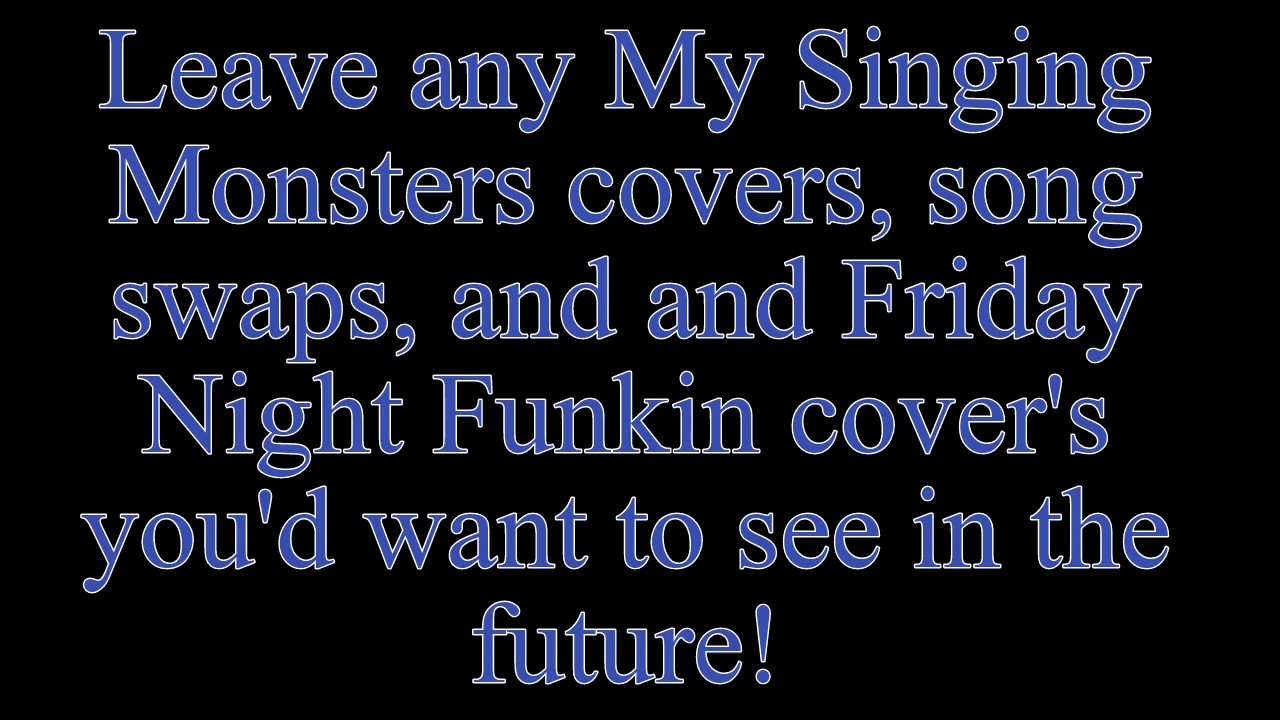 Leave any My Singing
Monsters covers, song
swaps, and and Friday
Night Funkin cover's
you'd want to see in the
future!